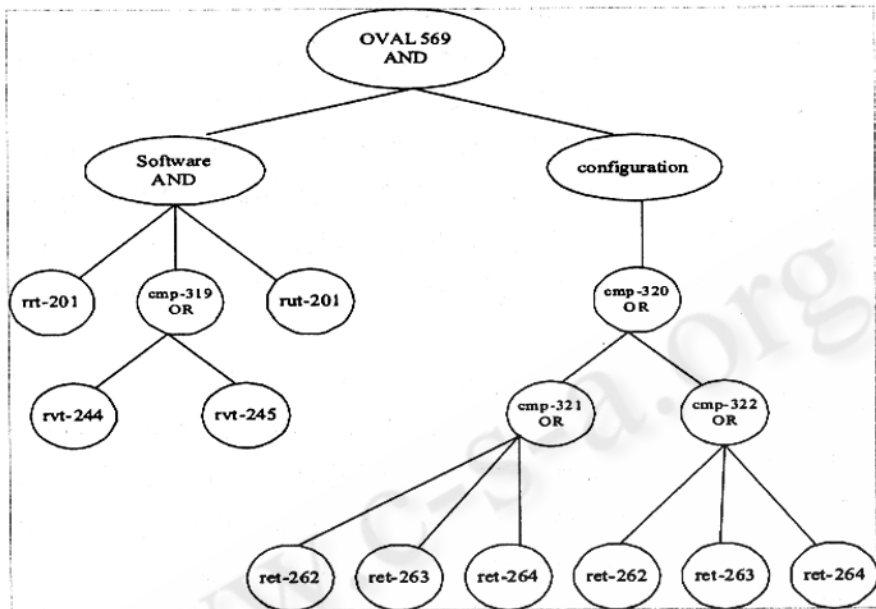 OVAL 569
AND
Software
AND
configuration
rrt-201
cmp-319
OR
rut-201
cmp-320
OR
rvt-244
rvt-245
cmp-321
OR
cmp-322
OR
ret-262
ret-263
ret-264
ret-262
ret-263
ret-264
www.c-s-a.org